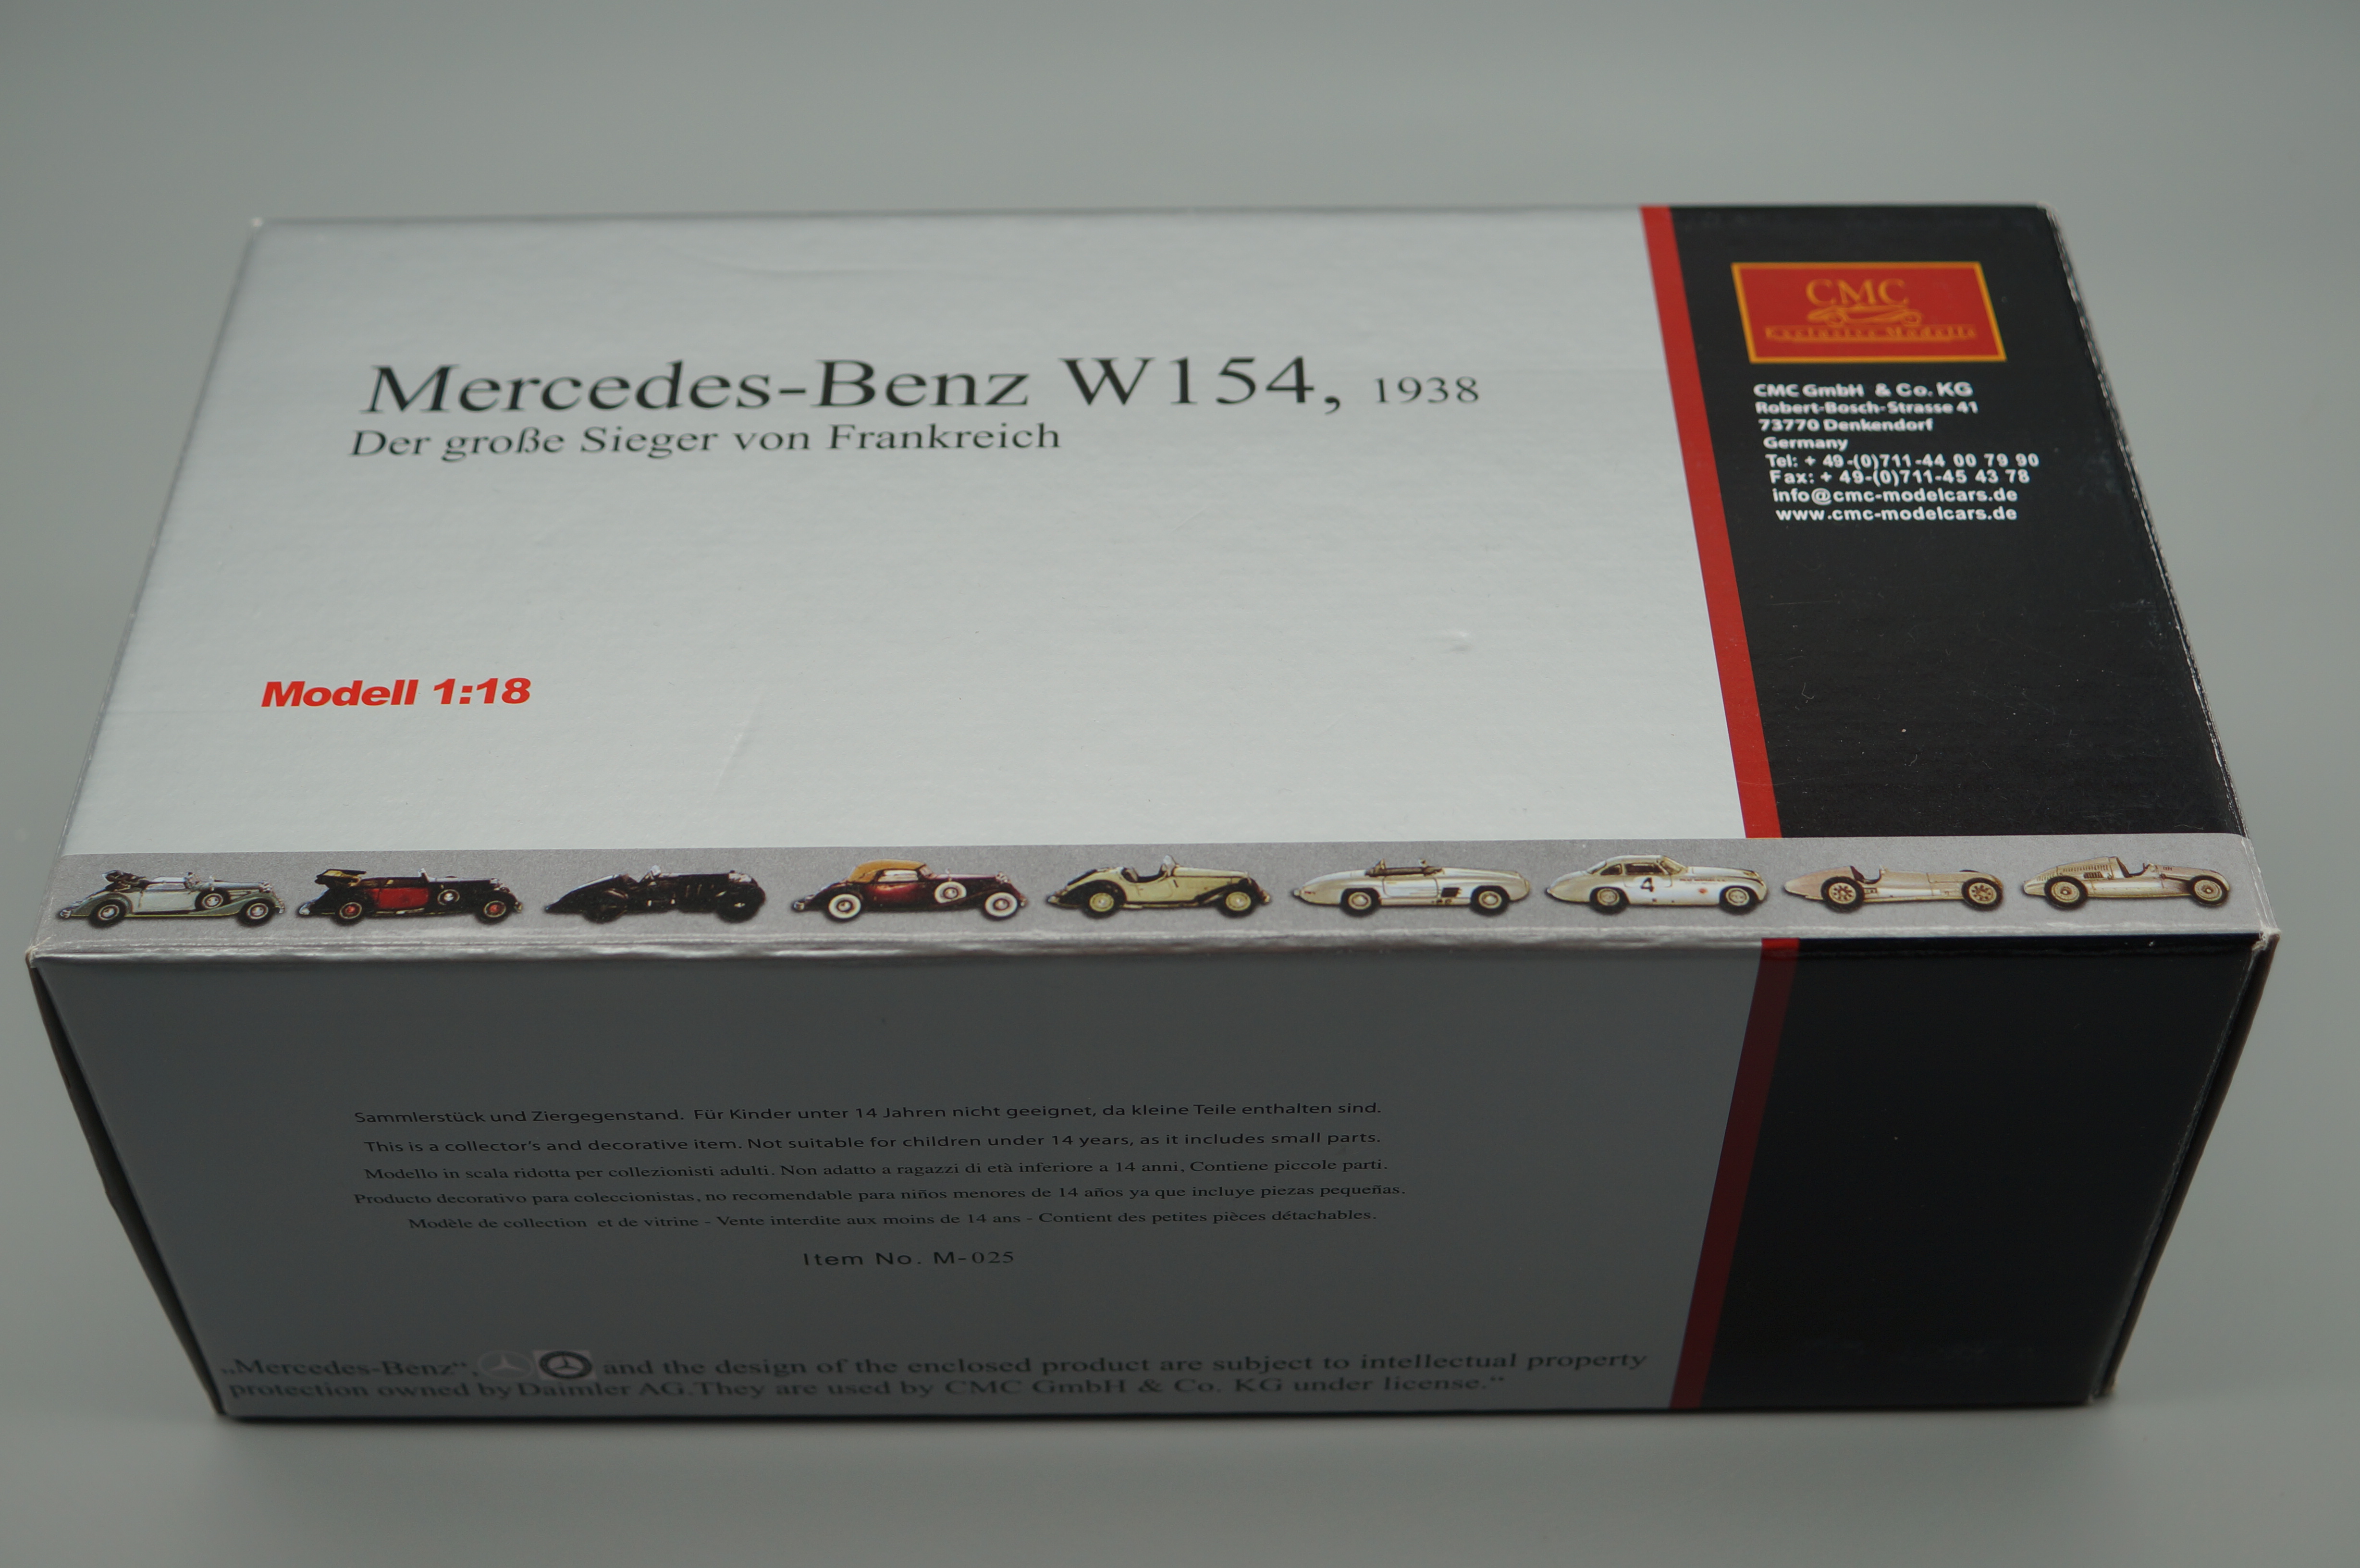 Mercedes-Benz W154, 1938
Der große Sieger von Frankreich
Modell 1:18
CMC
Exclusive Modelle
CMC GmbH & Co. KG
Robert-Bosch-Strasse 41
73770 Denkendorf
Germany
Tel: + 49-(0)711-44 00 79 90
Fax: + 49-(0)711-45 43 78
info@cmc-modelcars.de
www.cmc-modelcars.de
4
Sammlerstück und Ziergegenstand. Für Kinder unter 14 Jahren nicht geeignet, da kleine Teile enthalten sind.
This is a collector's and decorative item. Not suitable for children under 14 years, as it includes small parts.
Modello in scala ridotta per collezionisti adulti. Non adatto a ragazzi di età inferiore a 14 anni, Contiene piccole parti.
Producto decorativo para coleccionistas, no recomendable para niños menores de 14 años ya que incluye piezas pequeñas.
Modèle de collection et de vitrine - Vente interdite aux moins de 14 ans - Contient des petites pièces détachables.
Item No. M-025
„Mercedes-Benz“, and the design of the enclosed product are subject to intellectual property
protection owned by Daimler AG.They are used by CMC GmbH & Co. KG under license.“